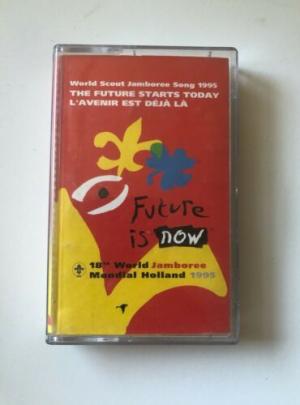 World Scout Jamboree Song 1995
THE FUTURE STARTS TODAY
L'AVENIR EST DÉJÀ LÀ
Future
is now
18th World Jamboree
Mondial Holland 1995